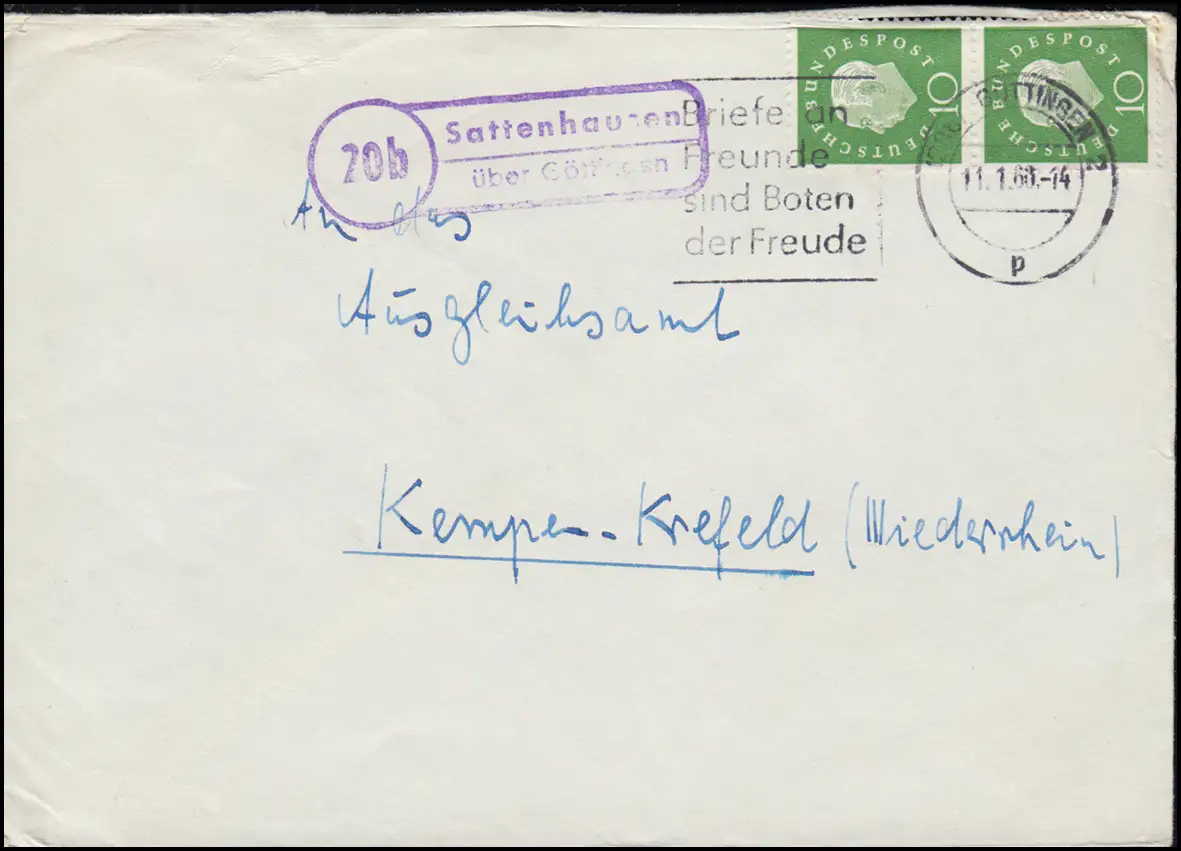 DEUTSCHE BUNDESPOST 10
DEUTSCHE BUNDESPOST 10
20b
Sattenhausen
über Göttingen
Briefe an
Freunde
sind Boten
der Freude
GÖTTINGEN 2
11.1.60.-14
p
An das
Ausgleichsamt
Kempen-Krefeld (Niederrhein)